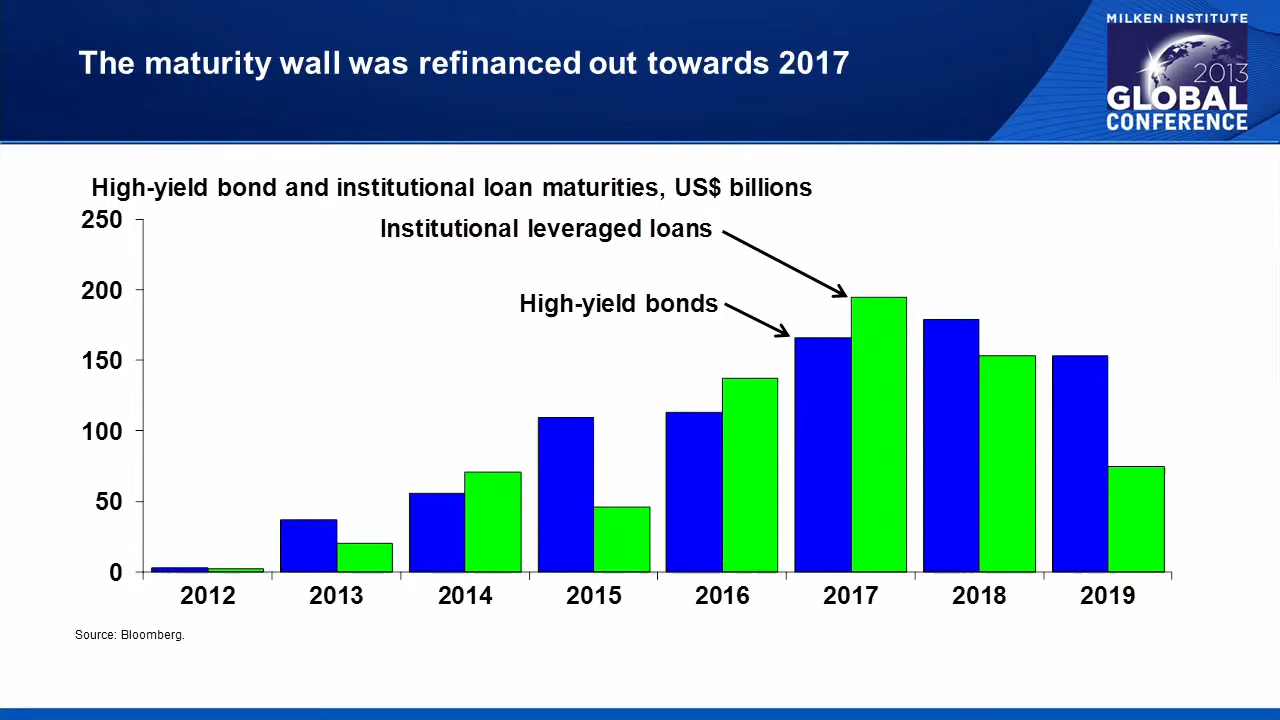 The maturity wall was refinanced out towards 2017
MILKEN INSTITUTE
2013
GLOBAL
CONFERENCE
High-yield bond and institutional loan maturities, US$ billions
250
Institutional leveraged loans
200
High-yield bonds
150
100
50
0
2012 2013 2014 2015 2016 2017 2018 2019
Source: Bloomberg.